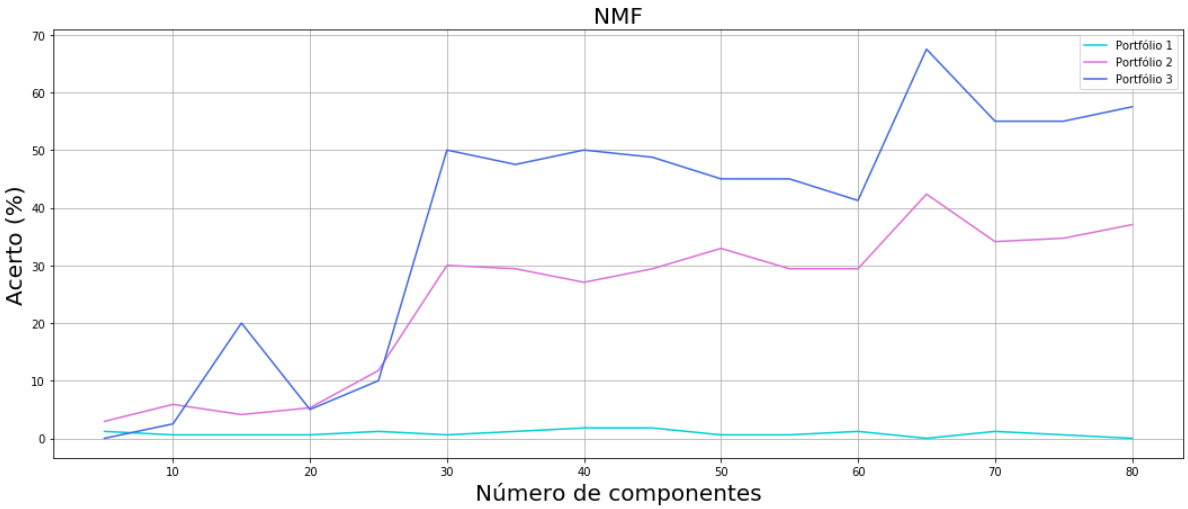 NMF
70
60
50
40
30
20
10
0
Acerto (%)
10 20 30 40 50 60 70 80
Número de componentes
Portfólio 1
Portfólio 2
Portfólio 3